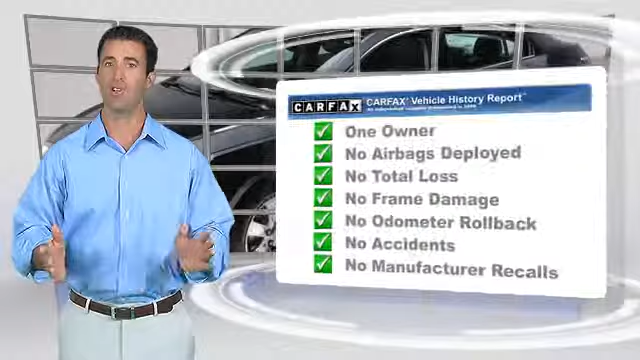 CARFAX CARFAX Vehicle History Report™
One Owner
No Airbags Deployed
No Total Loss
No Frame Damage
No Odometer Rollback
No Accidents
No Manufacturer Recalls